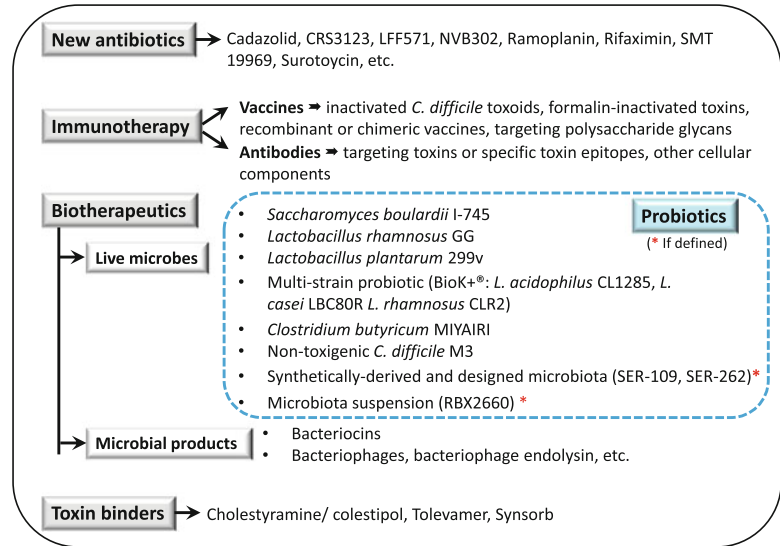 New antibiotics
Cadazolid, CRS3123, LFF571, NVB302, Ramoplanin, Rifaximin, SMT
19969, Surotoycin, etc.
Immunotherapy
Vaccines ➡ inactivated C. difficile toxoids, formalin-inactivated toxins,
recombinant or chimeric vaccines, targeting polysaccharide glycans
Antibodies ➡ targeting toxins or specific toxin epitopes, other cellular
components
Biotherapeutics
Probiotics
(* If defined)
Live microbes
• Saccharomyces boulardii I-745
• Lactobacillus rhamnosus GG
• Lactobacillus plantarum 299v
• Multi-strain probiotic (BioK+®: L. acidophilus CL1285, L.
casei LBC80R L. rhamnosus CLR2)
• Clostridium butyricum MIYAIRI
• Non-toxigenic C. difficile M3
• Synthetically-derived and designed microbiota (SER-109, SER-262)*
• Microbiota suspension (RBX2660) *
Microbial products
• Bacteriocins
• Bacteriophages, bacteriophage endolysin, etc.
Toxin binders
Cholestyramine/ colestipol, Tolevamer, Synsorb